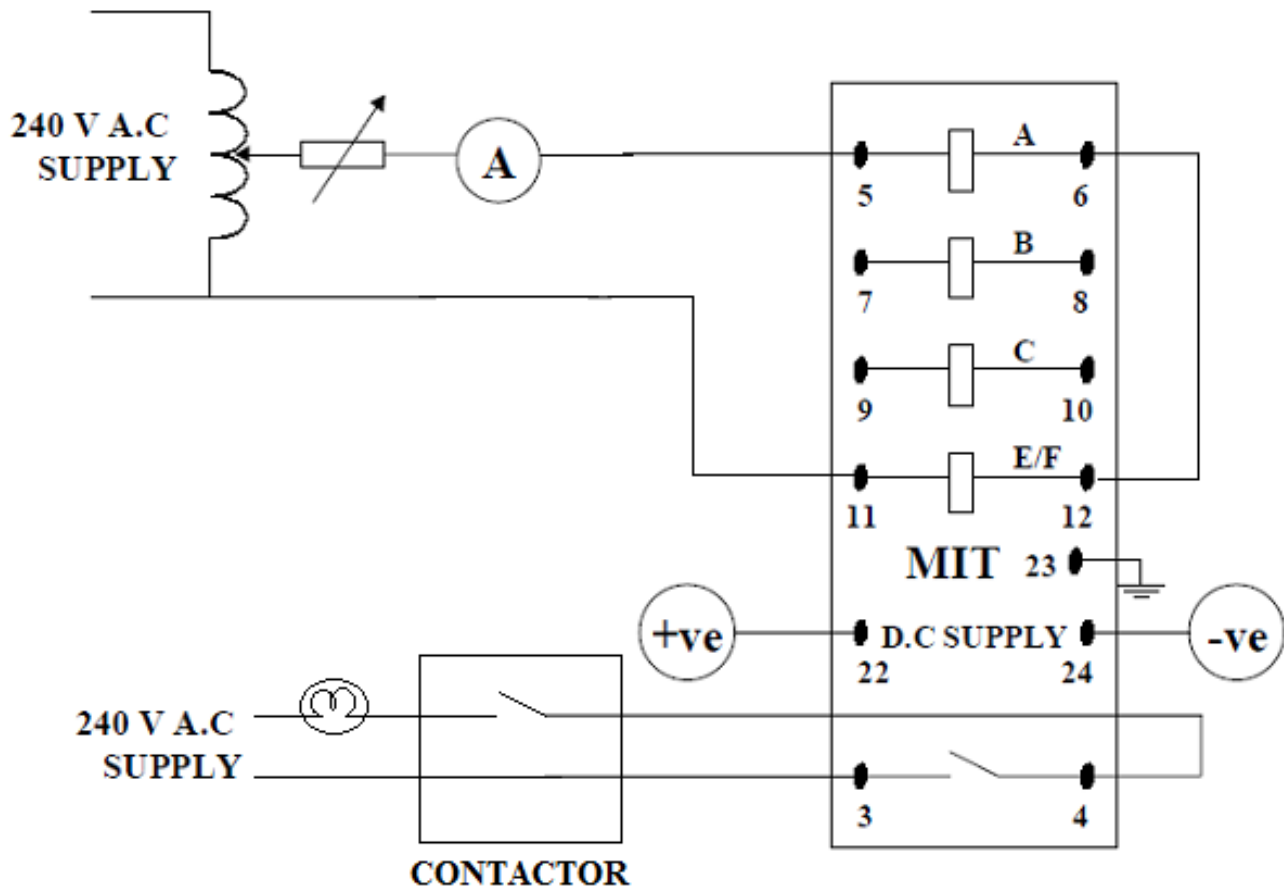 240 V A.C
SUPPLY
A
A
5
6
B
7
8
C
9
10
E/F
11
12
MIT
23
+ve
D.C SUPPLY
-ve
22
24
240 V A.C
SUPPLY
3
4
CONTACTOR